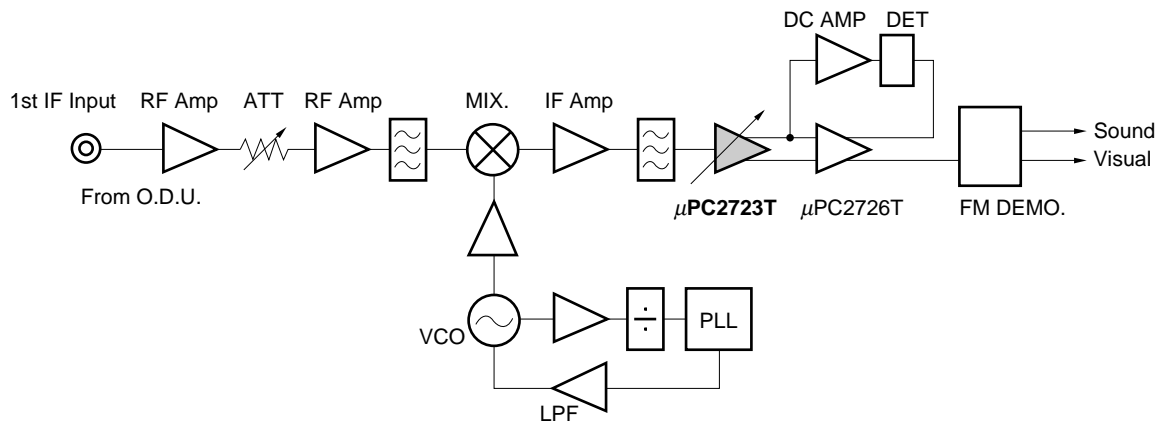 DC AMP
DET
1st IF Input
RF Amp
ATT
RF Amp
MIX.
IF Amp
Sound
Visual
From O.D.U.
μPC2723T
μPC2726T
FM DEMO.
VCO
÷
PLL
LPF